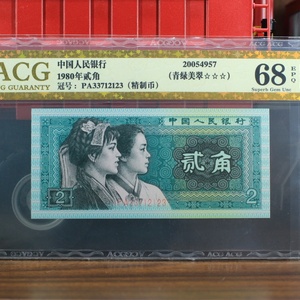 ACG
GUARANTY
中国人民银行
1980年贰角
冠号：PA33712123（精制币）
20054957
（青绿美翠☆☆☆）
68 EPQ
Superb Gem Unc
中国人民银行
贰角
2
2